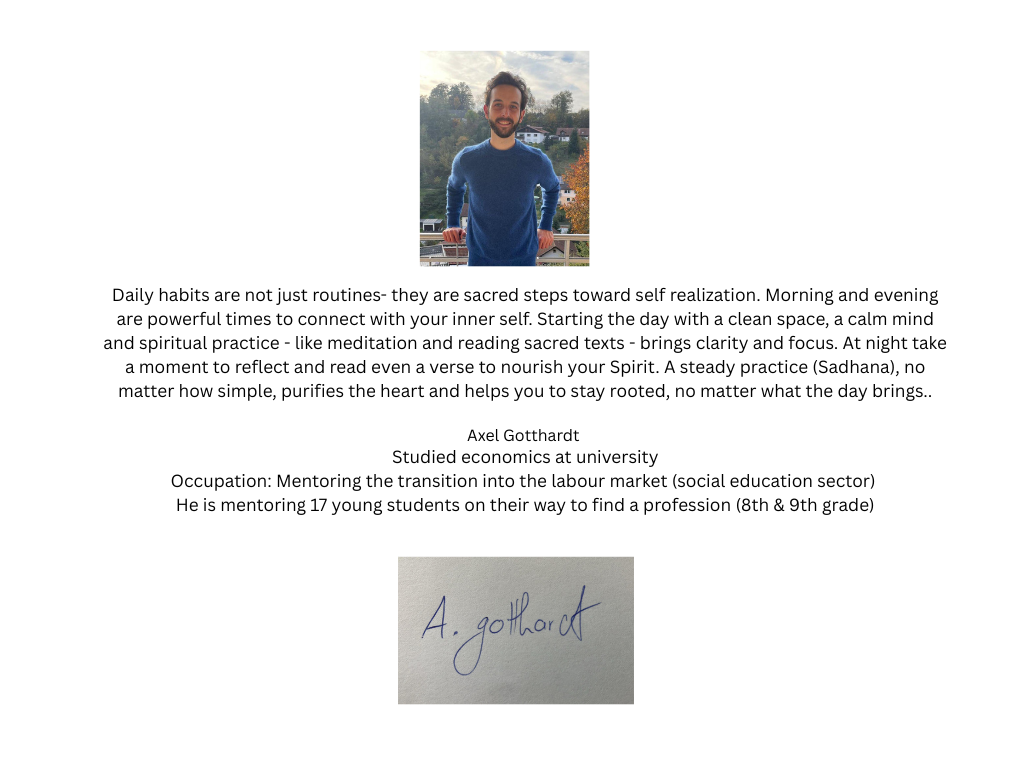 Daily habits are not just routines- they are sacred steps toward self realization. Morning and evening
are powerful times to connect with your inner self. Starting the day with a clean space, a calm mind
and spiritual practice - like meditation and reading sacred texts - brings clarity and focus. At night take
a moment to reflect and read even a verse to nourish your Spirit. A steady practice (Sadhana), no
matter how simple, purifies the heart and helps you to stay rooted, no matter what the day brings..
Axel Gotthardt
Studied economics at university
Occupation: Mentoring the transition into the labour market (social education sector)
He is mentoring 17 young students on their way to find a profession (8th & 9th grade)
A. gotthardt